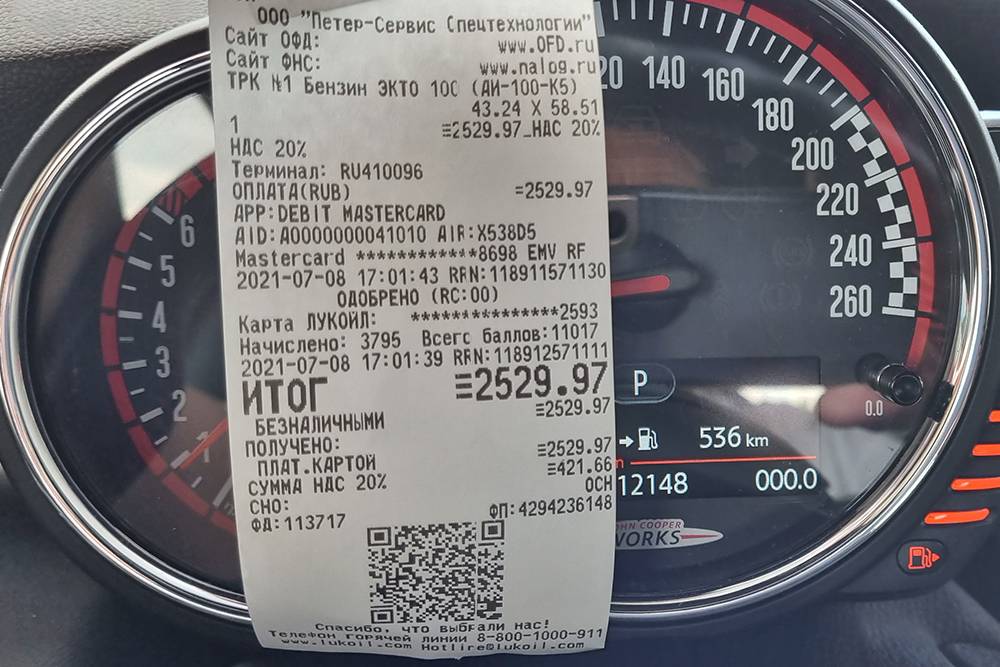 ООО "Петер-Сервис Спецтехнологии"
Сайт ОФД: www.OFD.ru
Сайт ФНС: www.nalog.ru
ТРК №1 Бензин ЭКТО 100 (АИ-100-К5)
43.24 X 58.51
1 ≡2529.97_НДС 20%
НДС 20%
Терминал: RU410096
ОПЛАТА(RUB) =2529.97
APP:DEBIT MASTERCARD
AID:A0000000041010 AIR:X538D5
Mastercard ************8698 EMV RF
2021-07-08 17:01:43 RRN:118911571130
ОДОБРЕНО (RC:00)
Карта ЛУКОЙЛ: ***************2593
Начислено: 3795 Всего баллов:11017
2021-07-08 17:01:39 RRN:118912571111
ИТОГ ≡2529.97
БЕЗНАЛИЧНЫМИ ≡2529.97
ПОЛУЧЕНО:
ПЛАТ.КАРТОЙ ≡2529.97
СУММА НДС 20% ≡421.66
СНО: ОСН
ФД:113717 ФП:4294236148
Спасибо, что выбрали нас!
Телефон горячей линии 8-800-1000-911
www.lukoil.com Hotline@lukoil.com
6
5
4
3
2
1
20
140
160
180
200
220
240
260
P
0.0
536 km
12148 000.0
JOHN COOPER
WORKS